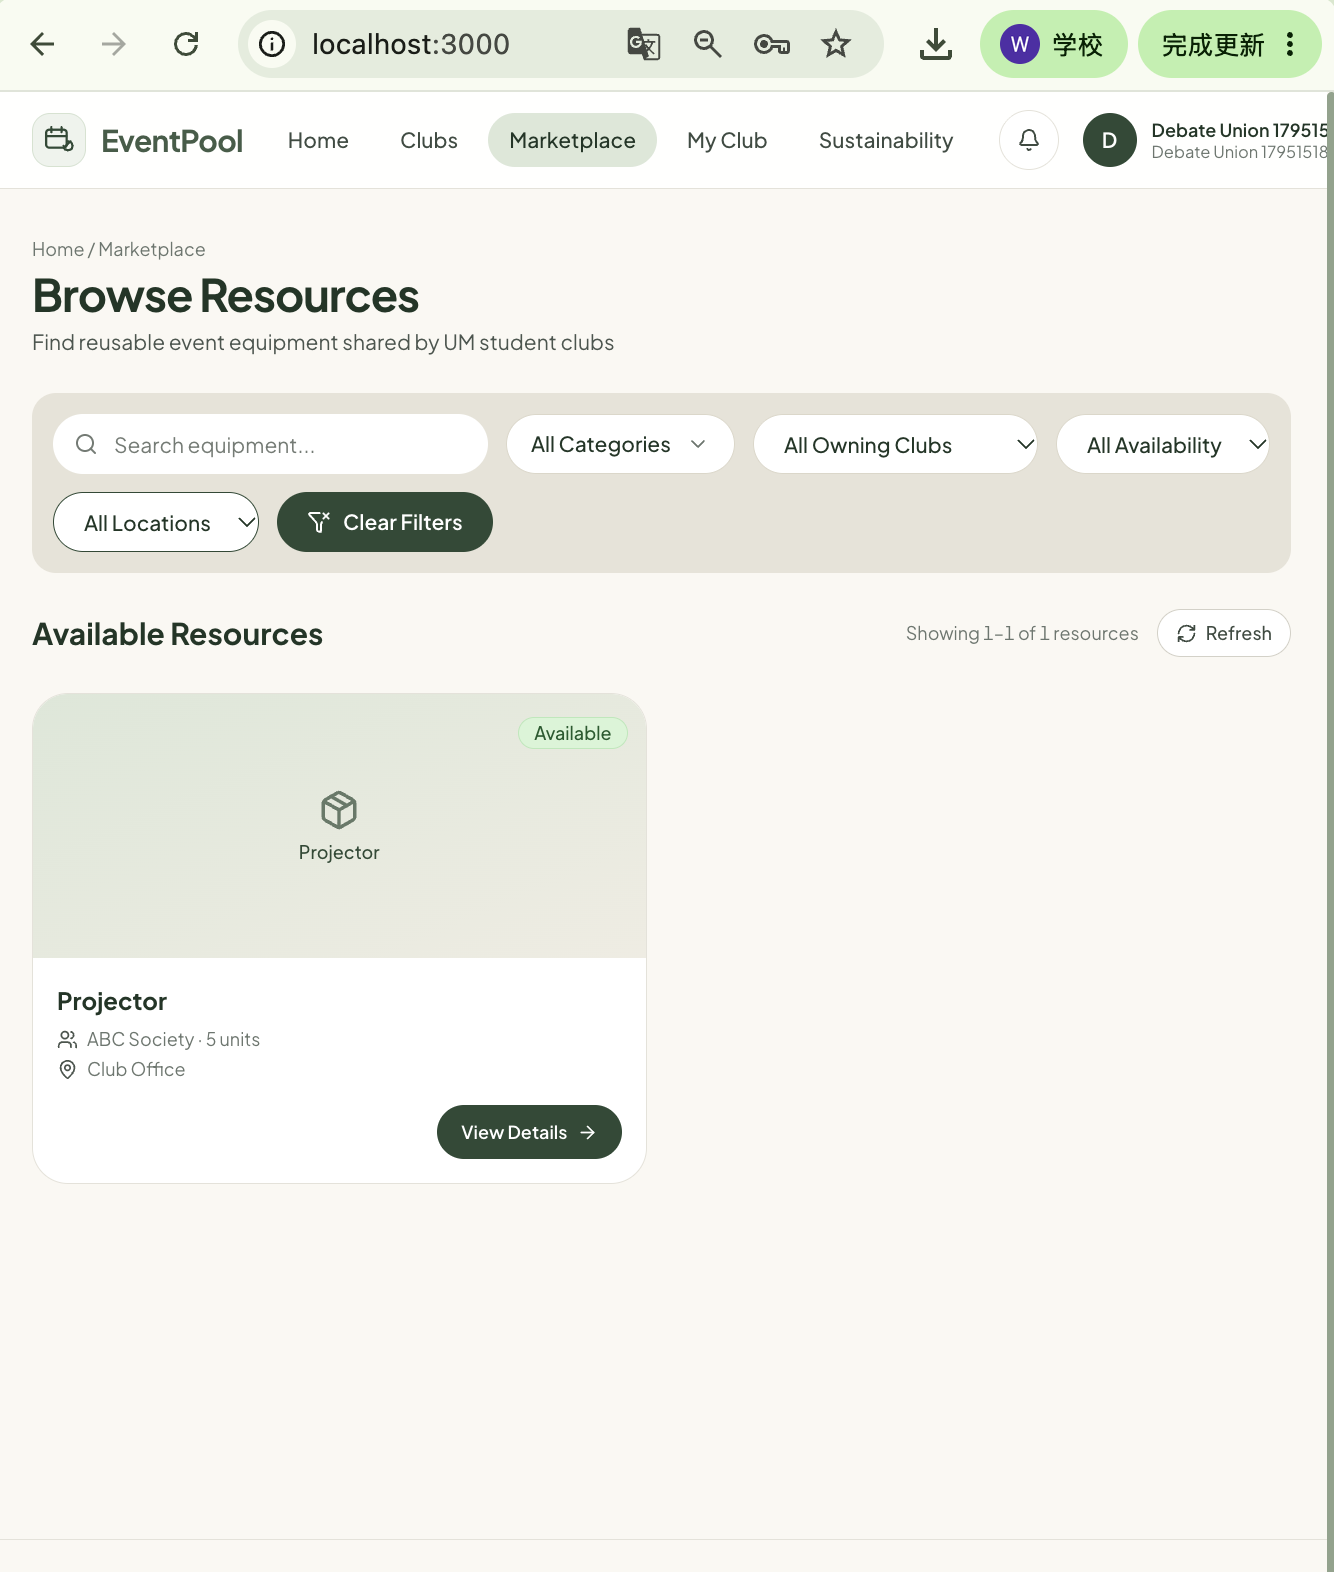 localhost:3000
W 学校
完成更新
EventPool
Home
Clubs
Marketplace
My Club
Sustainability
D
Debate Union 179515
Debate Union 17951518
Home / Marketplace
Browse Resources
Find reusable event equipment shared by UM student clubs
Search equipment...
All Categories
All Owning Clubs
All Availability
All Locations
Clear Filters
Available Resources
Showing 1–1 of 1 resources
Refresh
Available
Projector
Projector
ABC Society · 5 units
Club Office
View Details